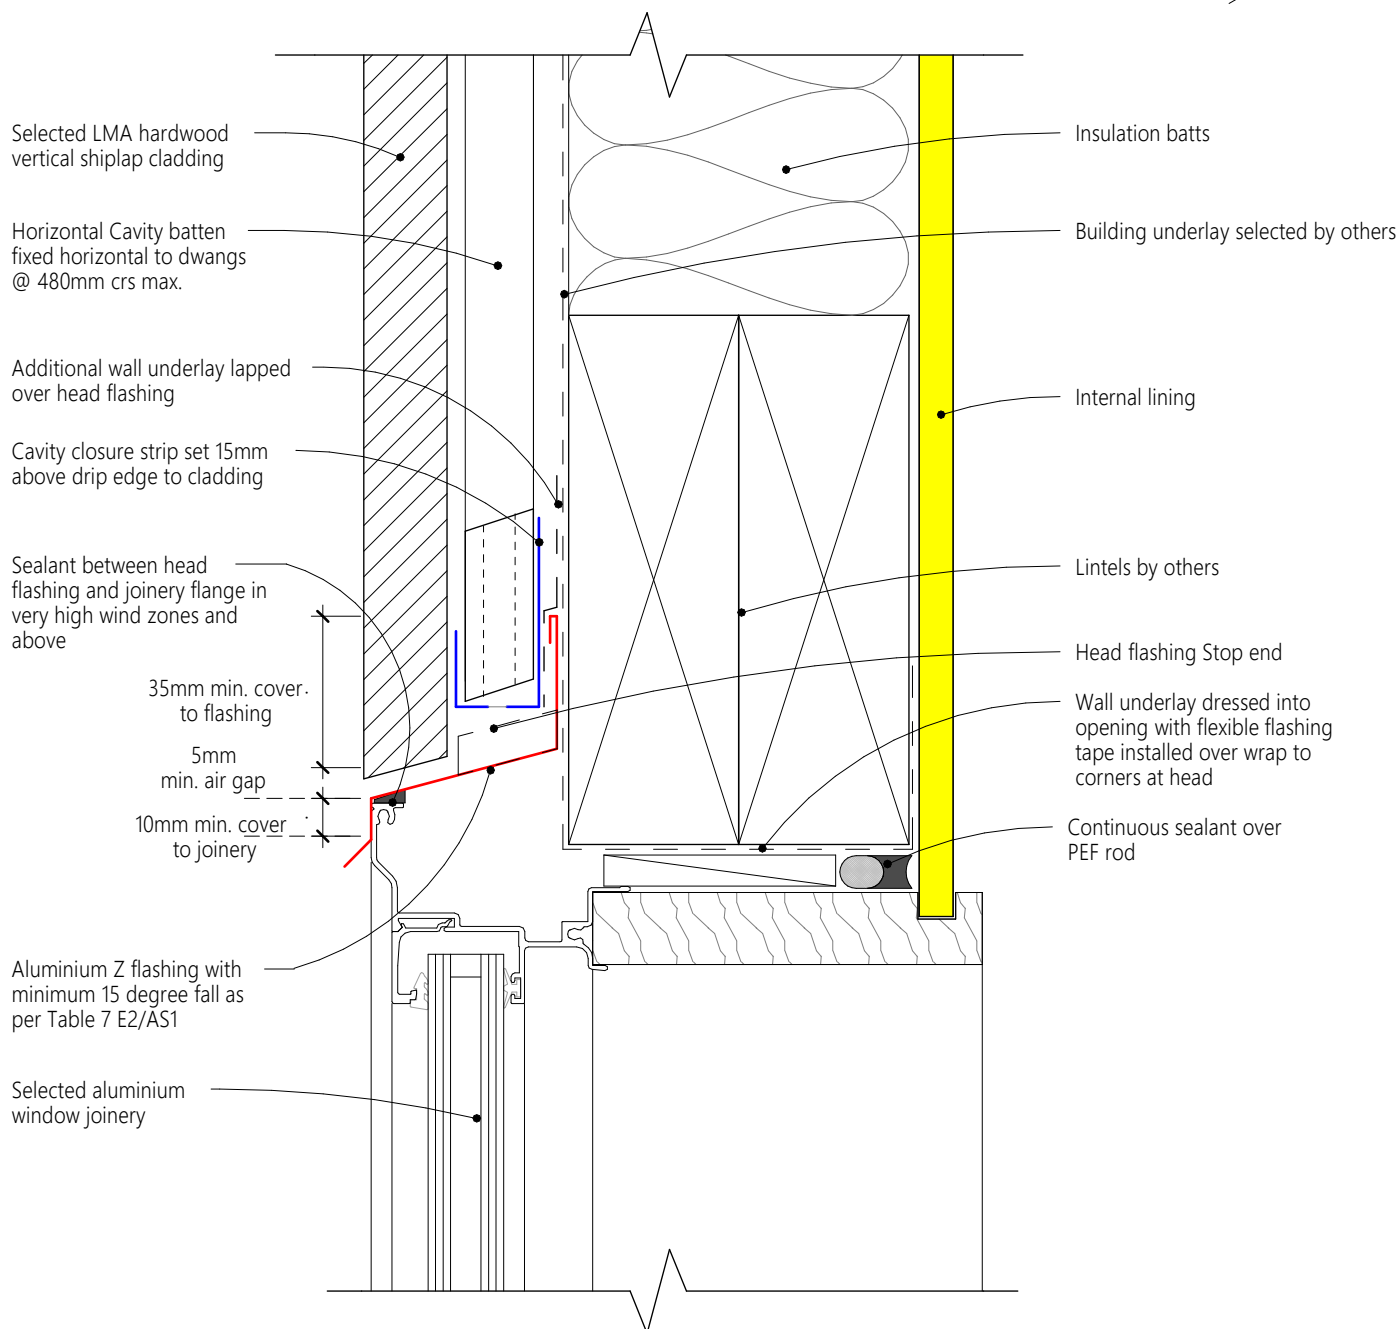 Selected LMA hardwood
vertical shiplap cladding
Horizontal Cavity batten
fixed horizontal to dwangs
@ 480mm crs max.
Additional wall underlay lapped
over head flashing
Cavity closure strip set 15mm
above drip edge to cladding
Sealant between head
flashing and joinery flange in
very high wind zones and
above
35mm min. cover
to flashing
5mm
min. air gap
10mm min. cover
to joinery
Aluminium Z flashing with
minimum 15 degree fall as
per Table 7 E2/AS1
Selected aluminium
window joinery
Insulation batts
Building underlay selected by others
Internal lining
Lintels by others
Head flashing Stop end
Wall underlay dressed into
opening with flexible flashing
tape installed over wrap to
corners at head
Continuous sealant over
PEF rod